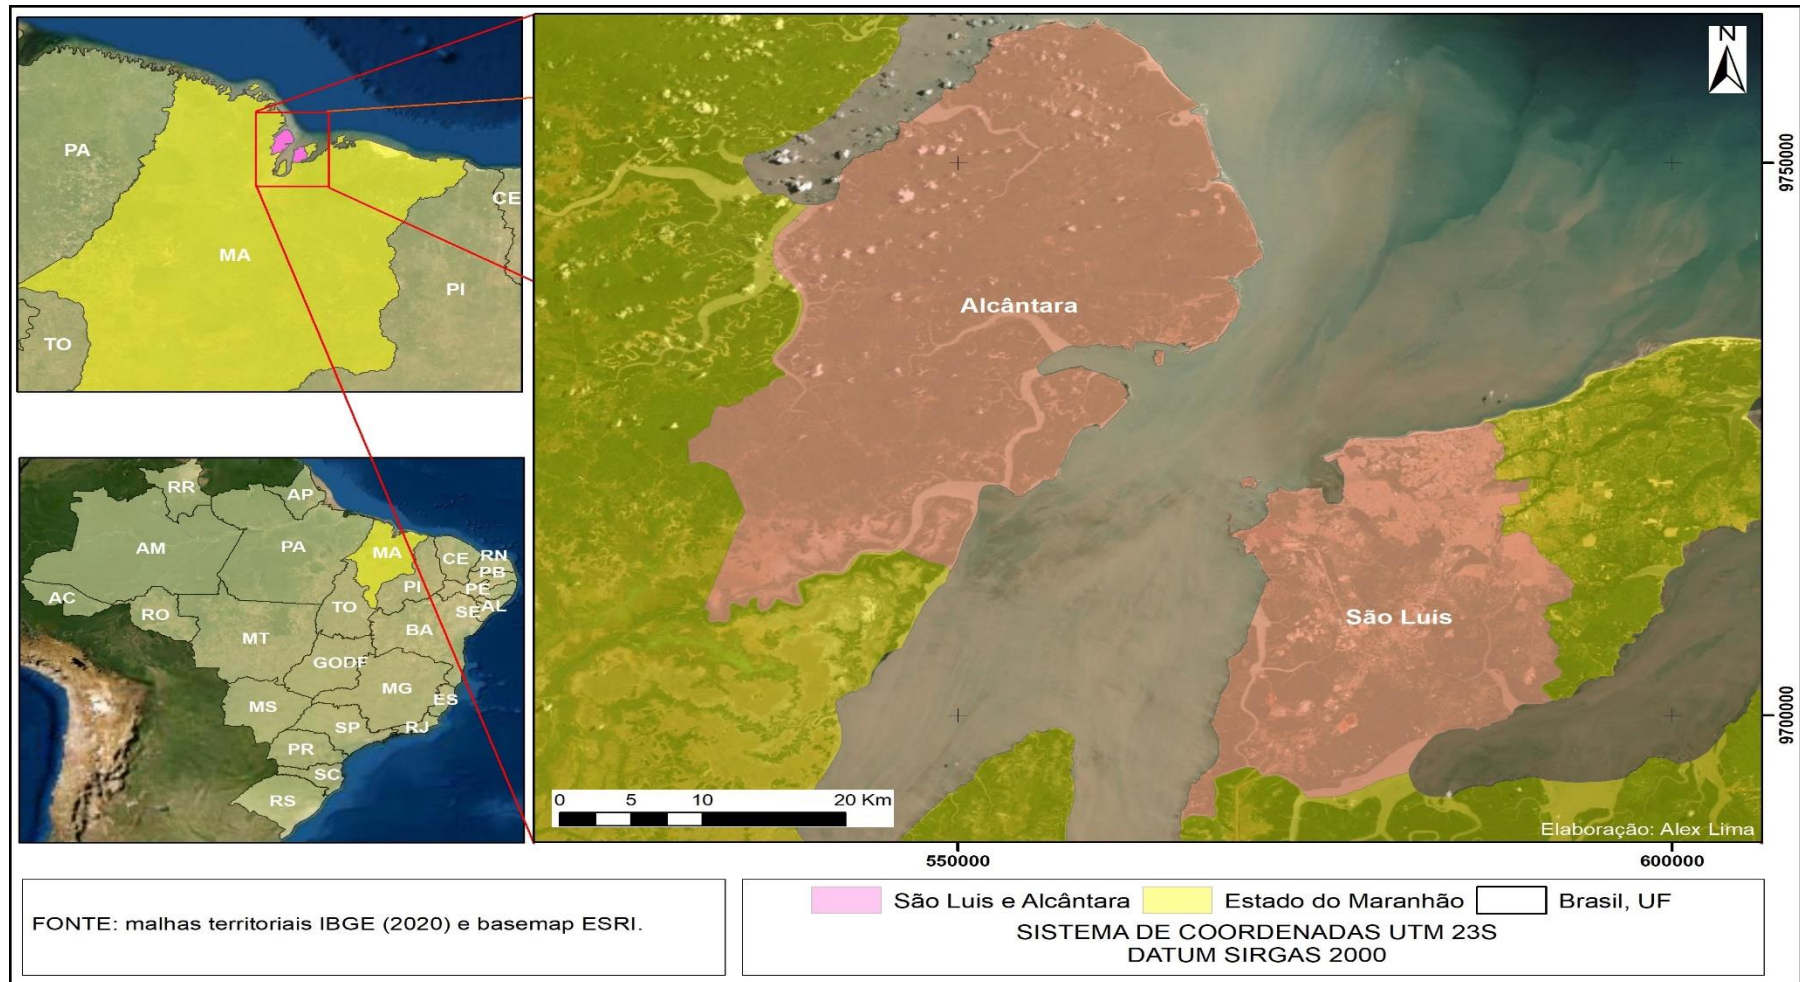 PA
MA
CE
PI
TO
N
Alcântara
São Luís
9750000
9700000
0 5 10 20 Km
Elaboração: Alex Lima
550000
600000
RR
AP
AM
PA
MA
CE
RN
PB
PE
PI
AL
SE
AC
RO
TO
BA
MT
GODF
MG
ES
MS
SP
RJ
PR
SC
RS
FONTE: malhas territoriais IBGE (2020) e basemap ESRI.
São Luis e Alcântara
Estado do Maranhão
Brasil, UF
SISTEMA DE COORDENADAS UTM 23S
DATUM SIRGAS 2000